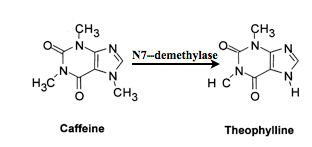 CH₃ CH₃
N7--demethylase
O N N O N N
H₃C N N H C N N
O CH₃ O H
Caffeine Theophylline